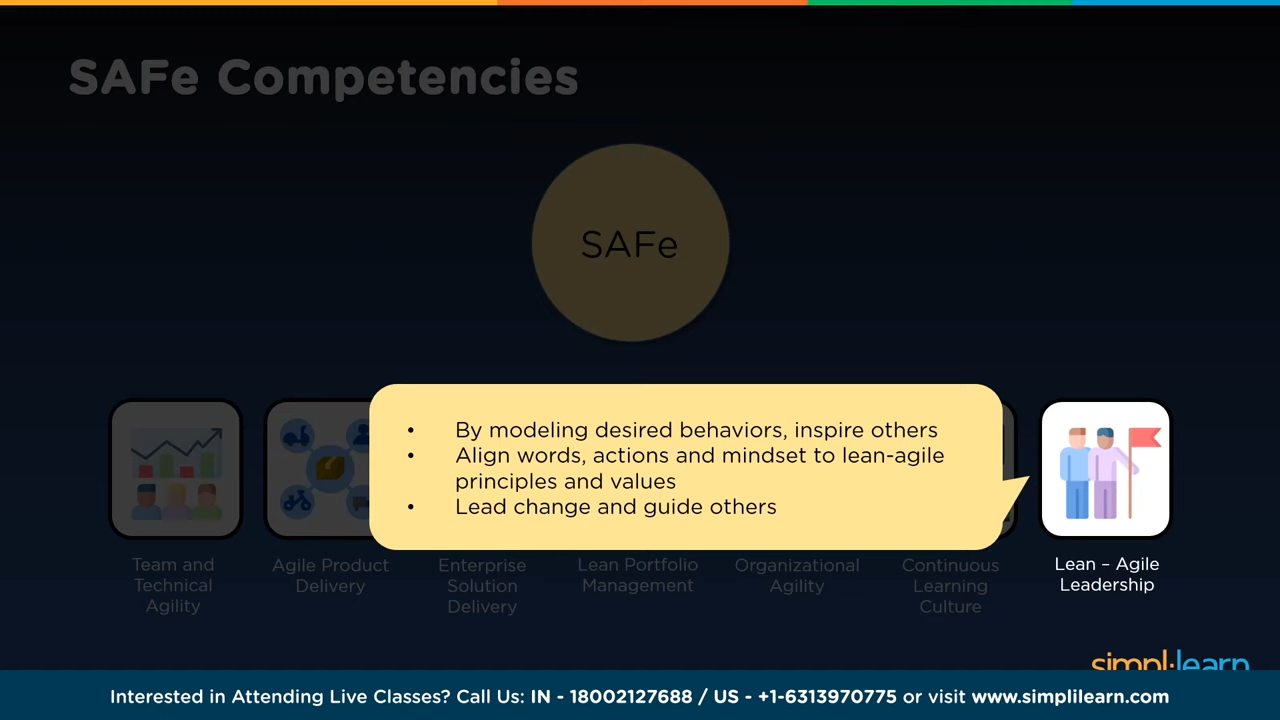 SAFe Competencies
SAFe
• By modeling desired behaviors, inspire others
• Align words, actions and mindset to lean-agile
principles and values
• Lead change and guide others
Team and
Technical
Agility
Agile Product
Delivery
Enterprise
Solution
Delivery
Lean Portfolio
Management
Organizational
Agility
Continuous
Learning
Culture
Lean – Agile
Leadership
simpl·learn
Interested in Attending Live Classes? Call Us: IN - 18002127688 / US - +1-6313970775 or visit www.simplilearn.com